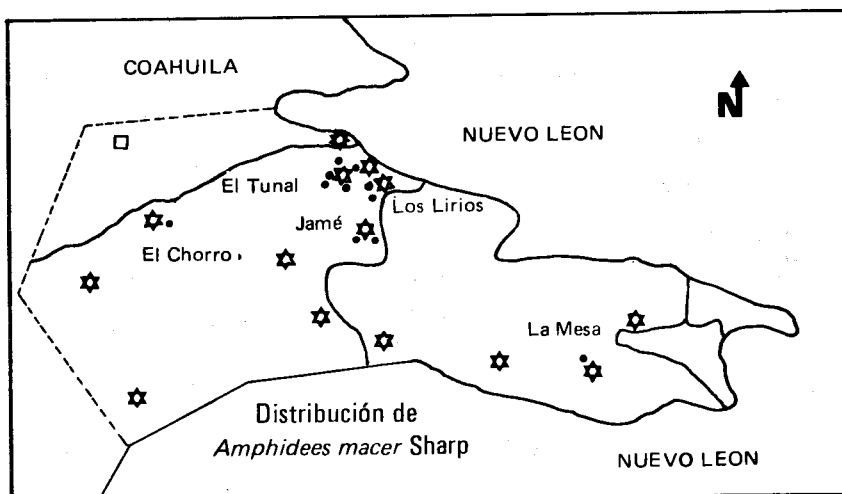 COAHUILA
N
NUEVO LEON
El Tunal
Los Lirios
Jamé
El Chorro
La Mesa
Distribución de
Amphidees macer Sharp
NUEVO LEON